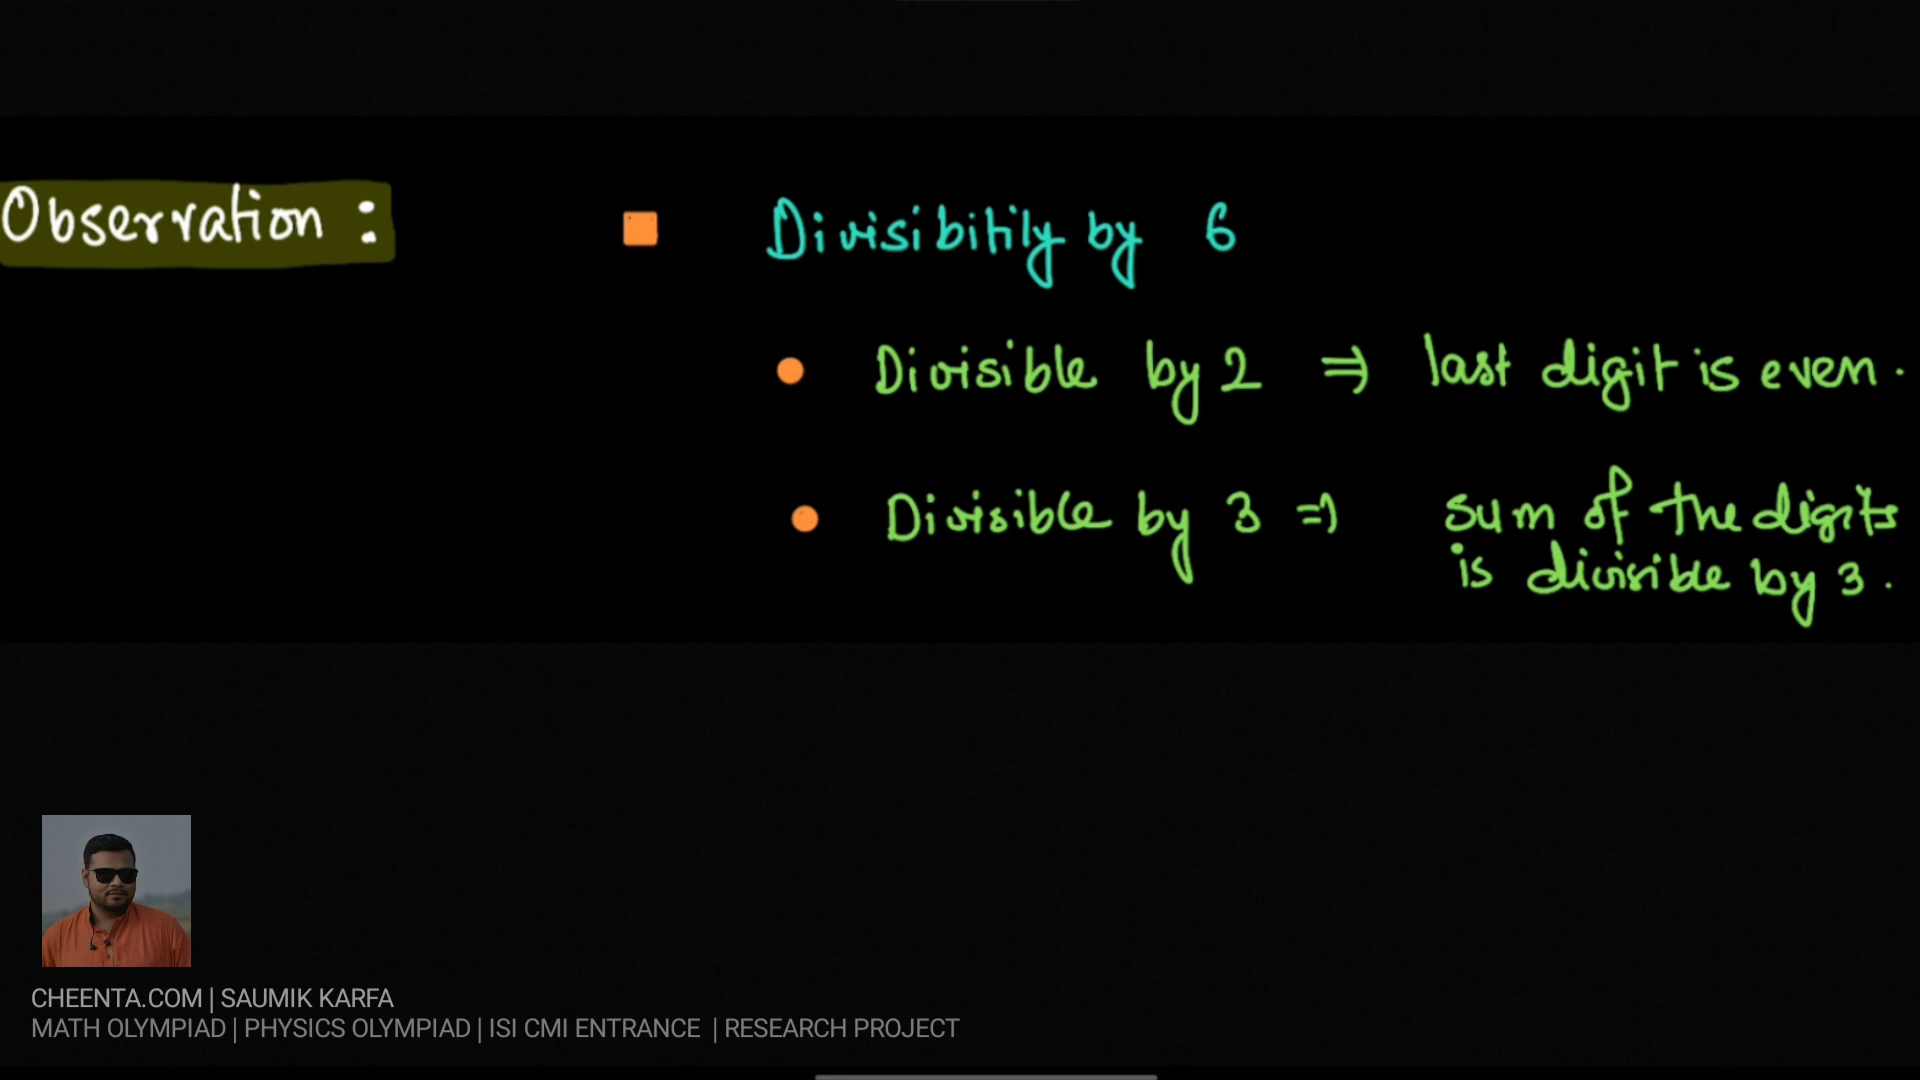 Observation :
Divisibility by 6
Divisible by 2 ⇒ last digit is even.
Divisible by 3 ⇒ sum of the digits
is divisible by 3.
CHEENTA.COM | SAUMIK KARFA
MATH OLYMPIAD | PHYSICS OLYMPIAD | ISI CMI ENTRANCE | RESEARCH PROJECT